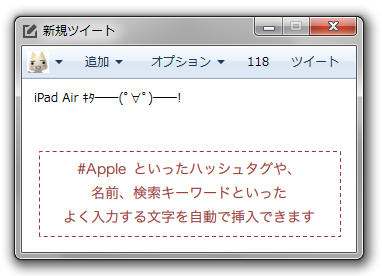 新規ツイート
追加 オプション 118 ツイート
iPad Air ｷﾀ━━(ﾟ∀ﾟ)━━!
#Apple といったハッシュタグや、
名前、検索キーワードといった
よく入力する文字を自動で挿入できます